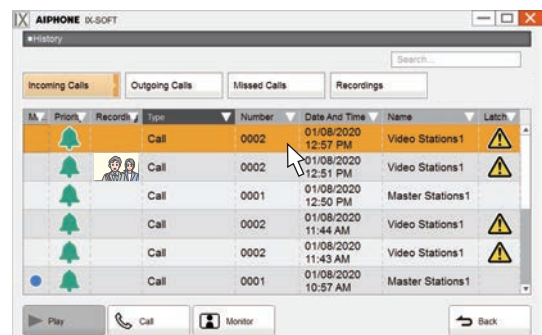 AIPHONE IX-SOFT
History
Search...
Incoming Calls Outgoing Calls Missed Calls Recordings
M... Priorit Recordi Type Number Date And Time Name Latch
Call 0002 01/08/2020 12:57 PM Video Stations1
Call 0002 01/08/2020 12:51 PM Video Stations1
Call 0001 01/08/2020 12:50 PM Master Stations1
Call 0002 01/08/2020 11:44 AM Video Stations1
Call 0002 01/08/2020 11:43 AM Video Stations1
Call 0001 01/08/2020 10:57 AM Master Stations1
Play Call Monitor Back